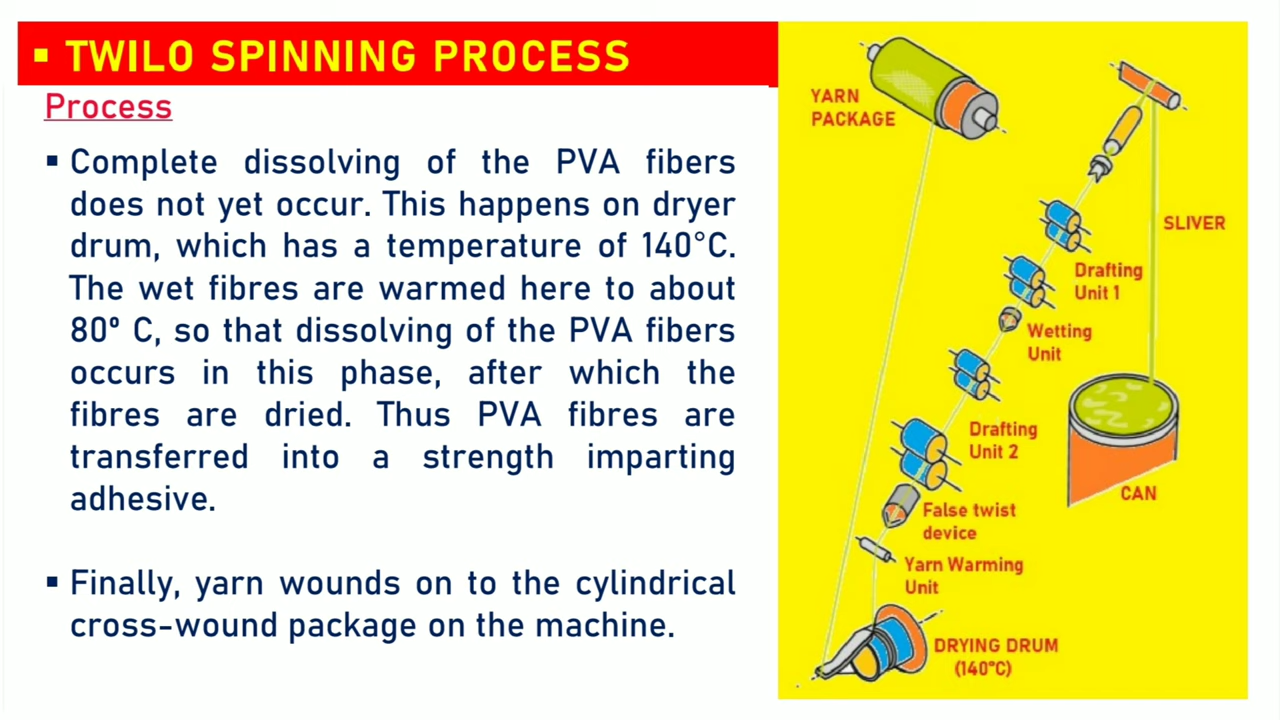 ▪ TWILO SPINNING PROCESS
Process
▪ Complete dissolving of the PVA fibers
does not yet occur. This happens on dryer
drum, which has a temperature of 140°C.
The wet fibres are warmed here to about
80º C, so that dissolving of the PVA fibers
occurs in this phase, after which the
fibres are dried. Thus PVA fibres are
transferred into a strength imparting
adhesive.
▪ Finally, yarn wounds on to the cylindrical
cross-wound package on the machine.
YARN
PACKAGE
SLIVER
Drafting
Unit 1
Wetting
Unit
Drafting
Unit 2
CAN
False twist
device
Yarn Warming
Unit
DRYING DRUM
(140°C)